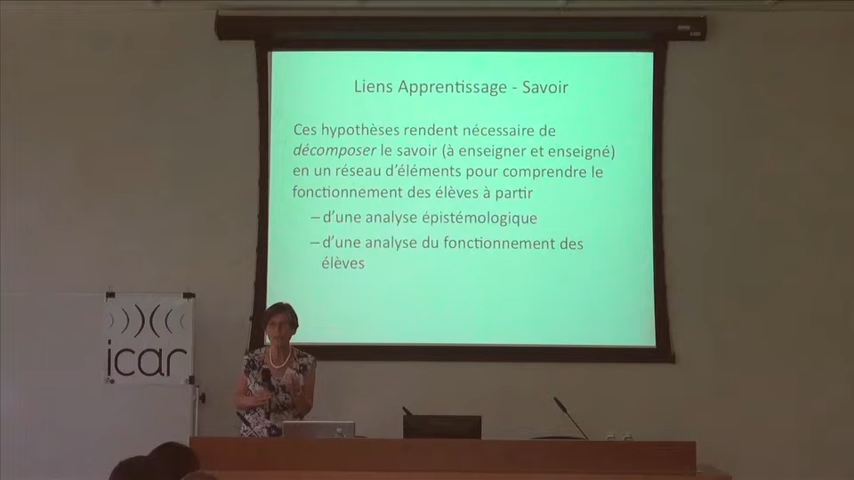 Liens Apprentissage - Savoir
Ces hypothèses rendent nécessaire de
décomposer le savoir (à enseigner et enseigné)
en un réseau d'éléments pour comprendre le
fonctionnement des élèves à partir
–d'une analyse épistémologique
–d'une analyse du fonctionnement des
élèves
icar